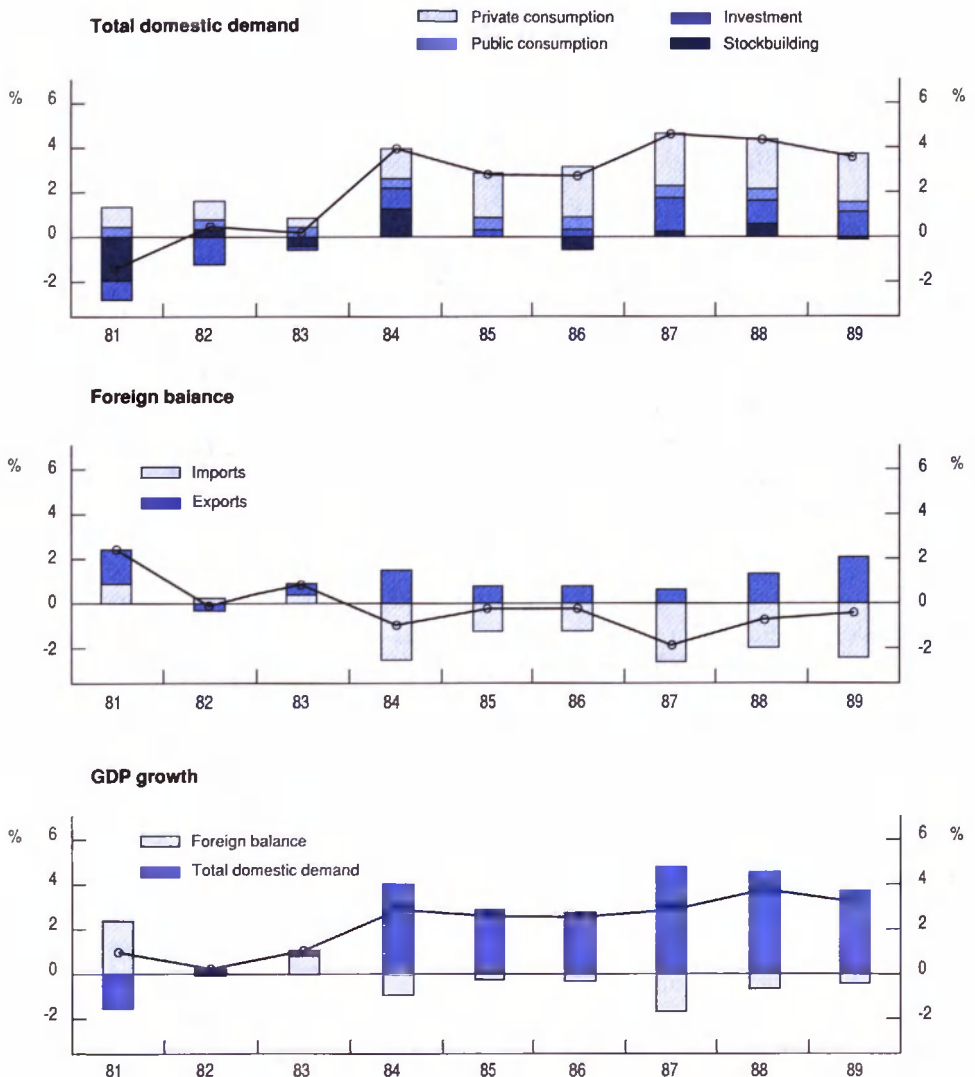 Total domestic demand
Private consumption
Public consumption
Investment
Stockbuilding
% 6 6 %
4 4
2 2
0 0
-2 -2
81 82 83 84 85 86 87 88 89
Foreign balance
Imports
Exports
% 6 6 %
4 4
2 2
0 0
-2 -2
81 82 83 84 85 86 87 88 89
GDP growth
Foreign balance
Total domestic demand
% 6 6 %
4 4
2 2
0 0
-2 -2
81 82 83 84 85 86 87 88 89